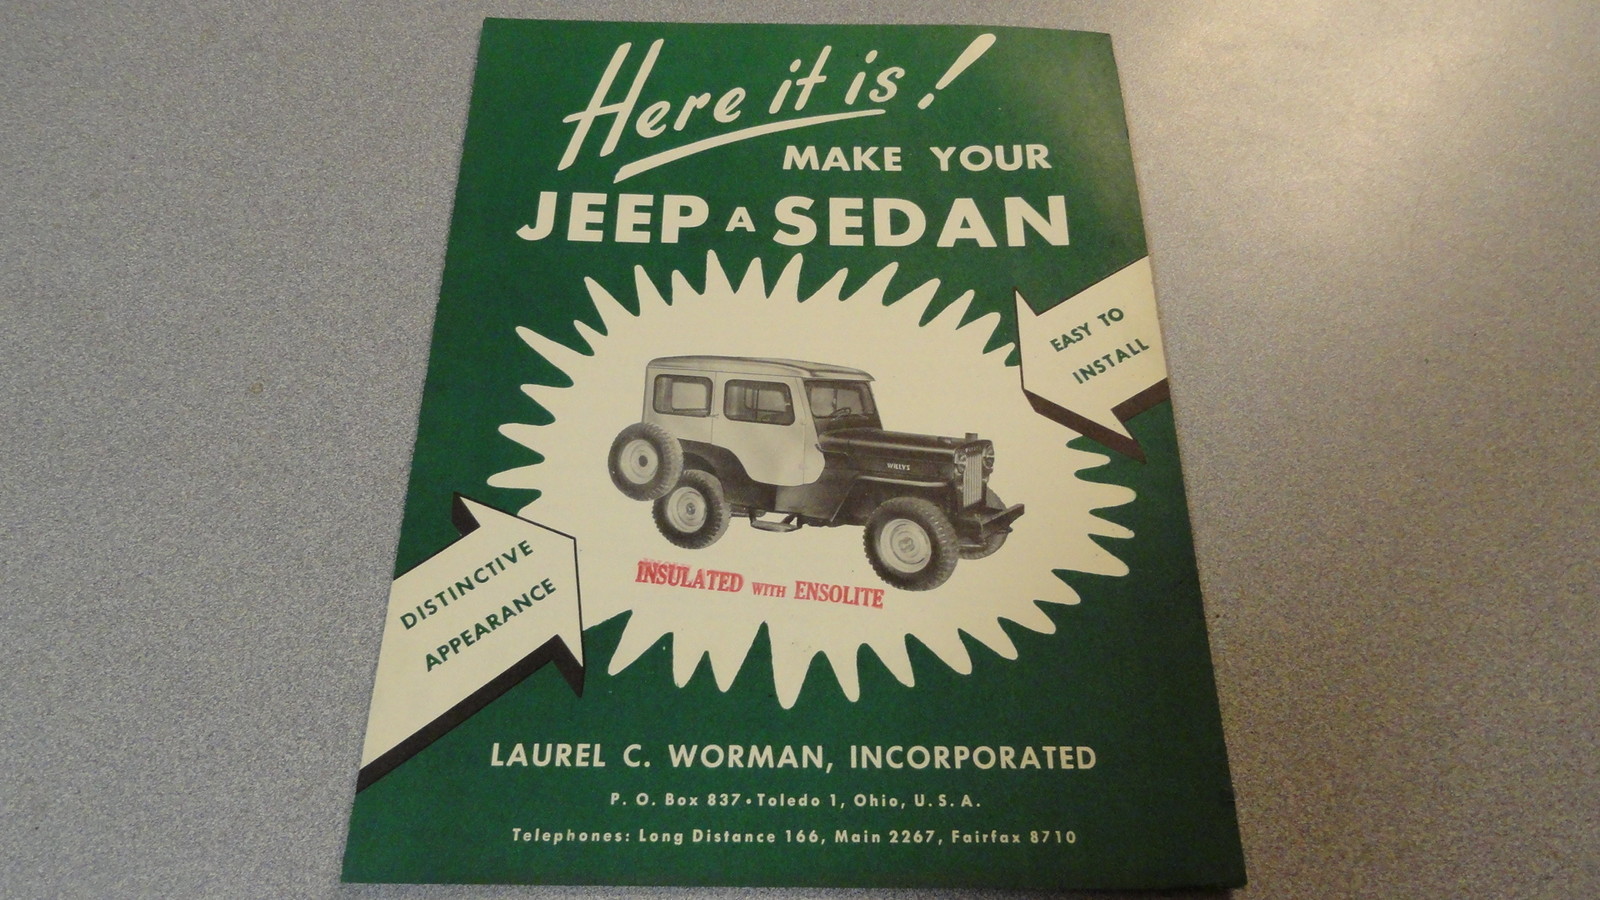 Here it is!
MAKE YOUR
JEEP A SEDAN
EASY TO
INSTALL
WILLYS
INSULATED WITH ENSOLITE
DISTINCTIVE
APPEARANCE
LAUREL C. WORMAN, INCORPORATED
P. O. Box 837 • Toledo 1, Ohio, U. S. A.
Telephones: Long Distance 166, Main 2267, Fairfax 8710